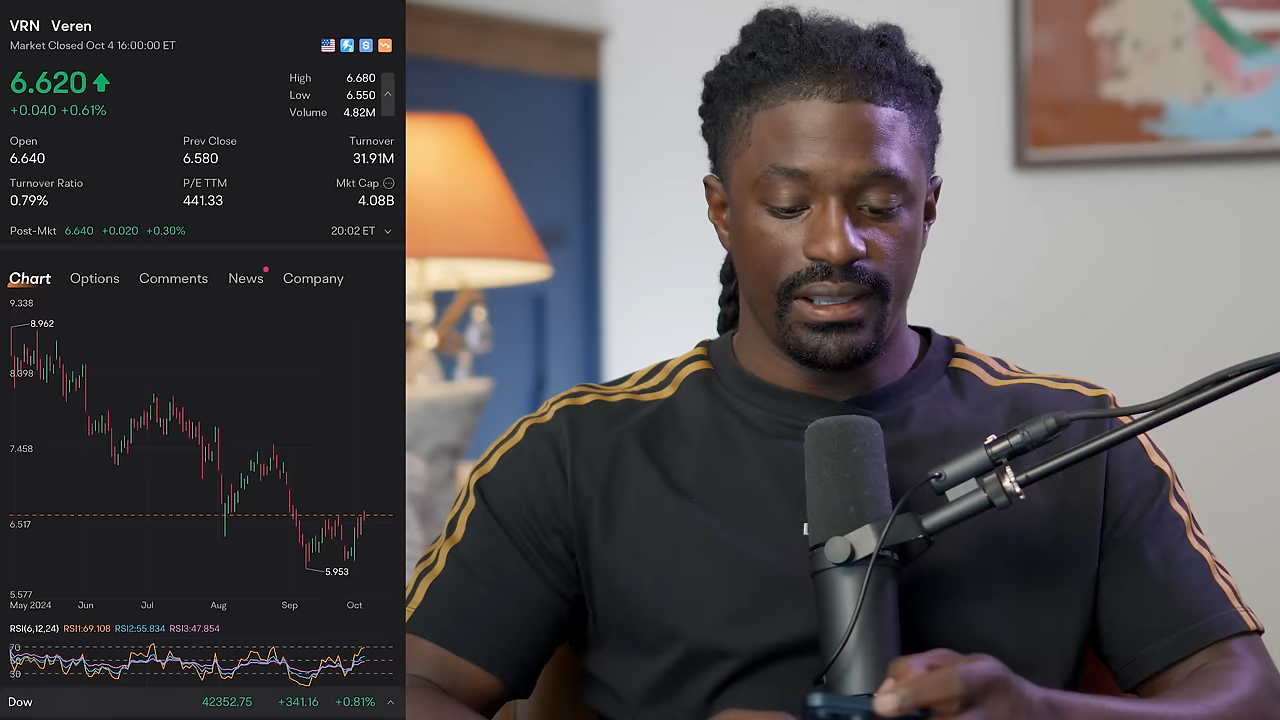 VRN Veren
Market Closed Oct 4 16:00:00 ET
6.620
+0.040 +0.61%
High 6.680
Low 6.550
Volume 4.82M
Open Prev Close Turnover
6.640 6.580 31.91M
Turnover Ratio P/E TTM Mkt Cap
0.79% 441.33 4.08B
Post-Mkt 6.640 +0.020 +0.30% 20:02 ET
Chart Options Comments News Company
9.338
8.962
8.398
7.458
6.517
5.953
5.577
May 2024 Jun Jul Aug Sep Oct
RSI(6,12,24) RSI1:69.108 RSI2:55.834 RSI3:47.854
70
30
Dow 42352.75 +341.16 +0.81%